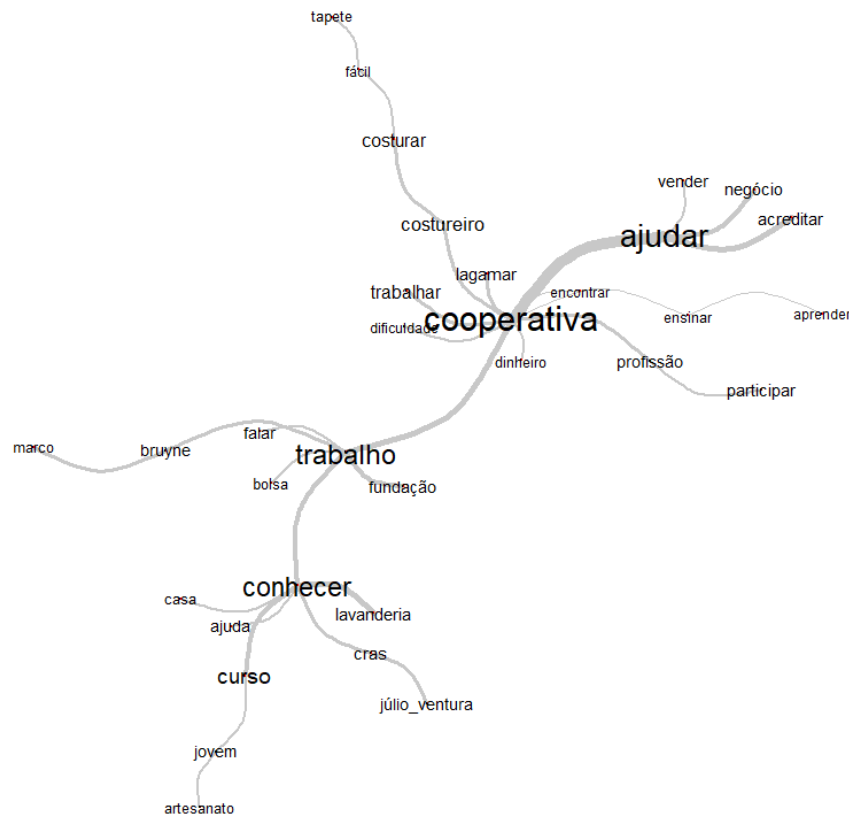 tapete
fácil
costurar
vender
negócio
acreditar
costureiro
ajudar
lagamar
trabalhar
encontrar
cooperativa
ensinar
aprender
dificuldade
dinheiro
profissão
participar
falar
marco
bruyne
trabalho
bolsa
fundação
conhecer
casa
lavanderia
ajuda
cras
curso
júlio_ventura
jovem
artesanato